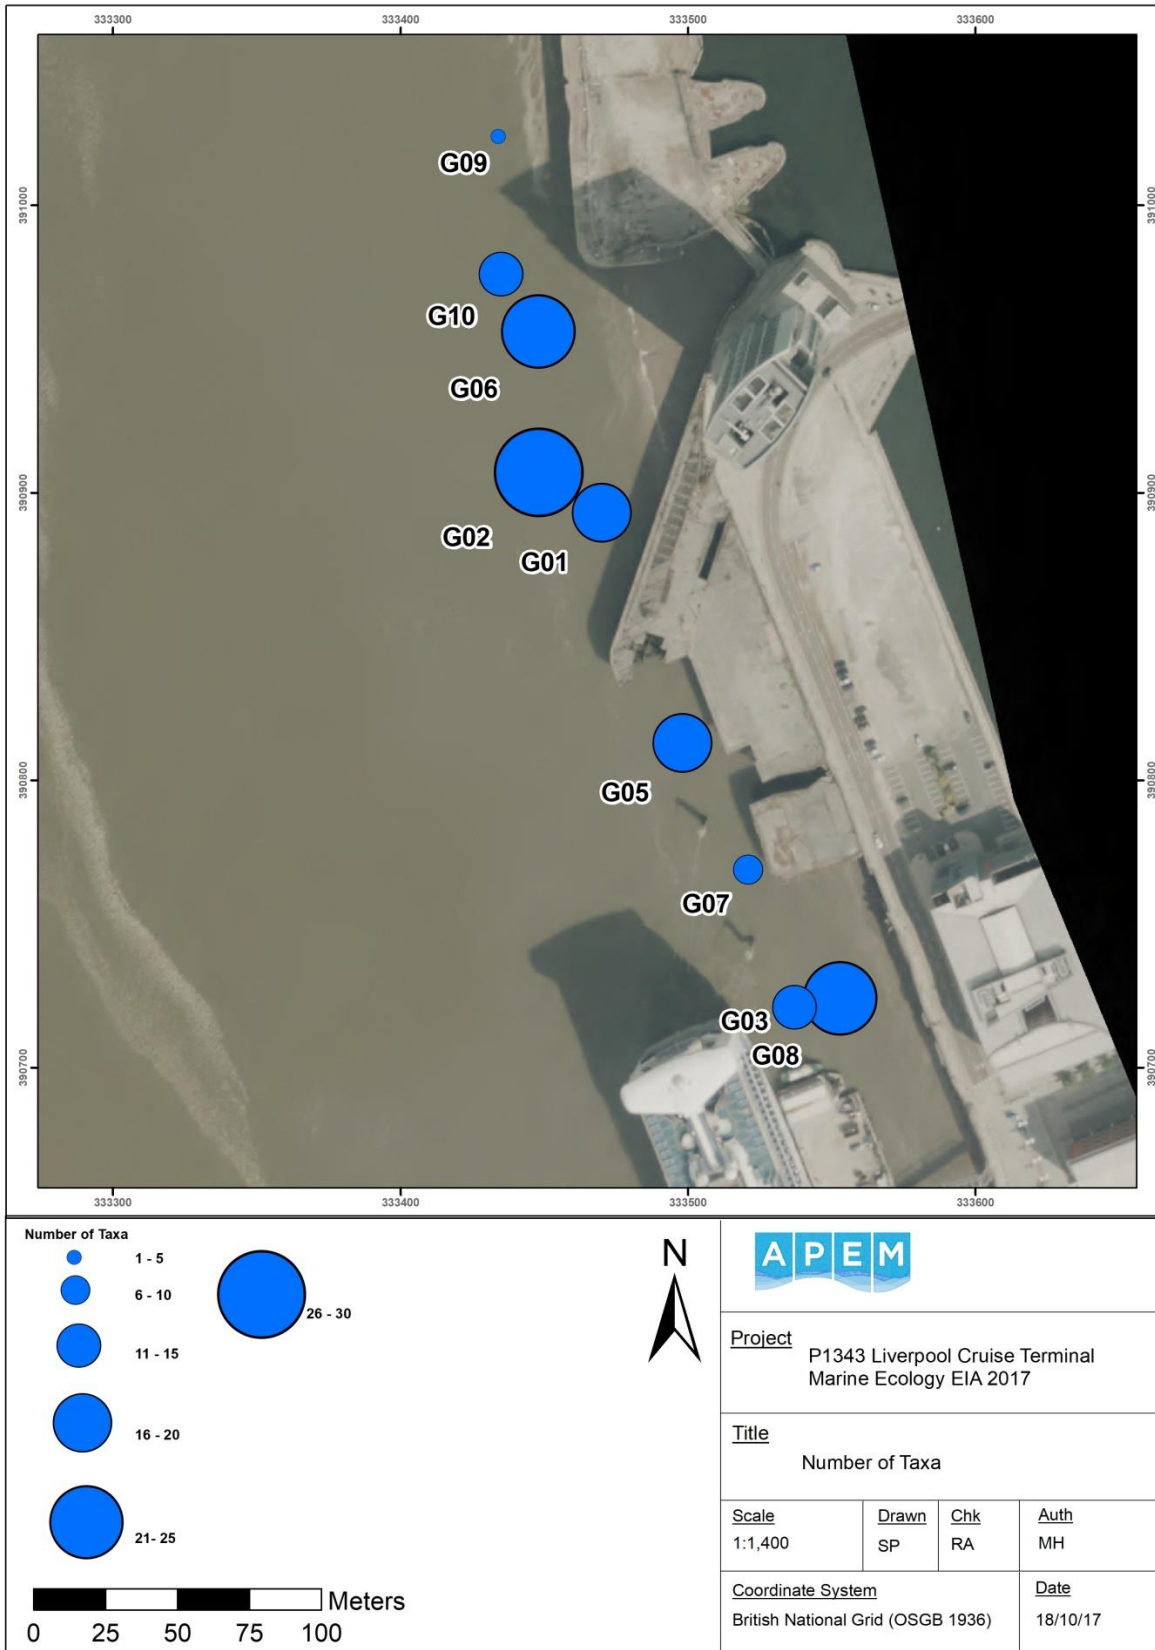 333300
333400
333500
333600
391000
391000
390900
390900
390800
390800
390700
390700
G09
G10
G06
G02
G01
G05
G07
G03
G08
333300
333400
333500
333600
Number of Taxa
1 - 5
6 - 10
11 - 15
16 - 20
21 - 25
26 - 30
0 25 50 75 100 Meters
N
APEM
Project
P1343 Liverpool Cruise Terminal
Marine Ecology EIA 2017
Title
Number of Taxa
Scale
1:1,400
Drawn
SP
Chk
RA
Auth
MH
Coordinate System
British National Grid (OSGB 1936)
Date
18/10/17